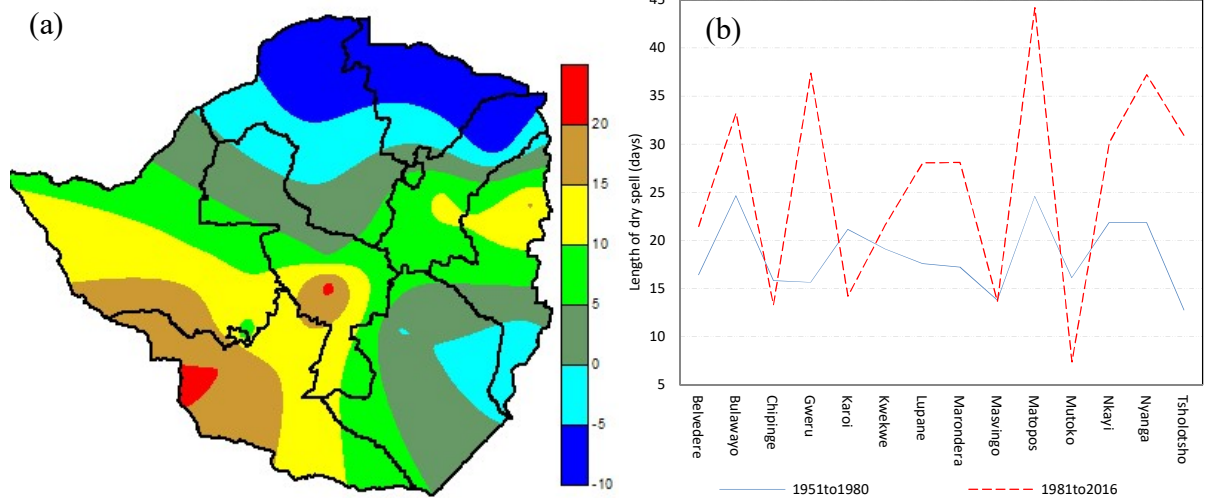 (a)
20
15
10
5
0
-5
-10
(b)
Length of dry spell (days)
45
40
35
30
25
20
15
10
5
Belvedere
Bulawayo
Chipinge
Gweru
Karoi
Kwekwe
Lupane
Marondera
Masvingo
Matopos
Mutoko
Nkayi
Nyanga
Tsholotsho
1951to1980
1981to2016